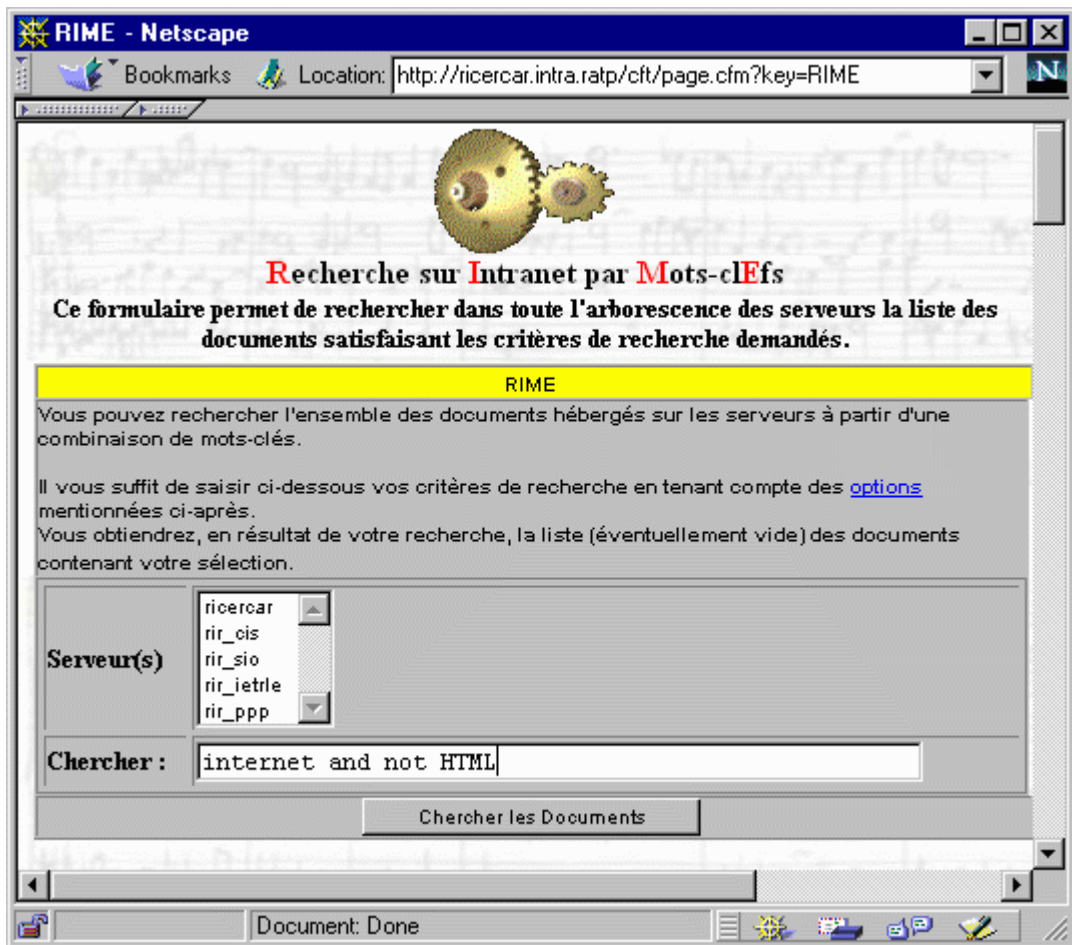 RIME - Netscape
Bookmarks Location: http://ricercar.intra.ratp/cft/page.cfm?key=RIME N
Recherche sur Intranet par Mots-clEfs
Ce formulaire permet de rechercher dans toute l'arborescence des serveurs la liste des
documents satisfaisant les critères de recherche demandés.
RIME
Vous pouvez rechercher l'ensemble des documents hébergés sur les serveurs à partir d'une
combinaison de mots-clés.
Il vous suffit de saisir ci-dessous vos critères de recherche en tenant compte des options
mentionnées ci-après.
Vous obtiendrez, en résultat de votre recherche, la liste (éventuellement vide) des documents
contenant votre sélection.
Serveur(s)
ricercar
rir_cis
rir_sio
rir_ietrle
rir_ppp
Chercher : internet and not HTML
Chercher les Documents
Document: Done